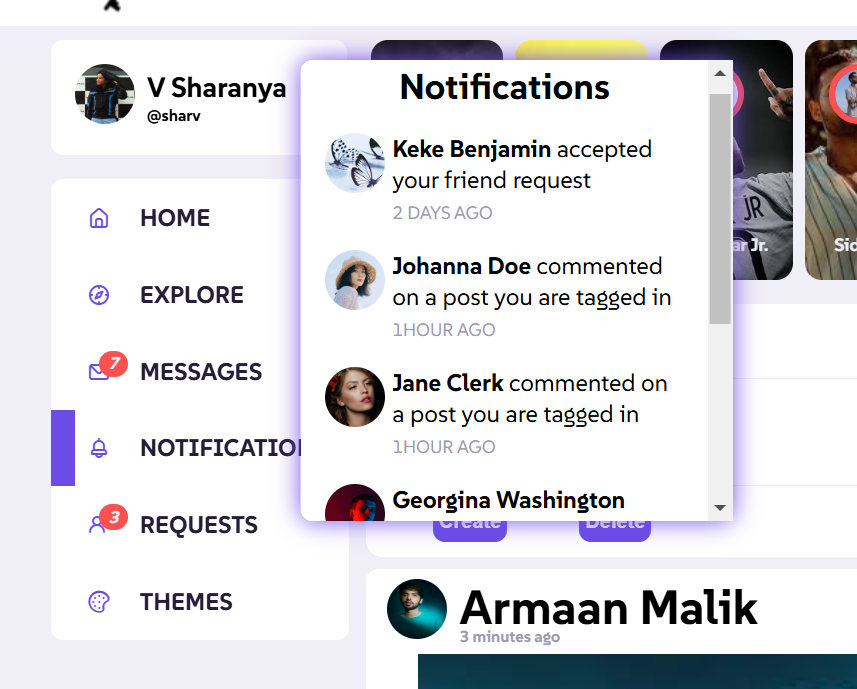 V Sharanya
@sharv
HOME
EXPLORE
7
MESSAGES
NOTIFICATION
3
REQUESTS
THEMES
Notifications
Keke Benjamin accepted
your friend request
2 DAYS AGO
Johanna Doe commented
on a post you are tagged in
1HOUR AGO
Jane Clerk commented on
a post you are tagged in
1HOUR AGO
Georgina Washington
JR
ar Jr.
Sid
Create
Delete
Armaan Malik
3 minutes ago